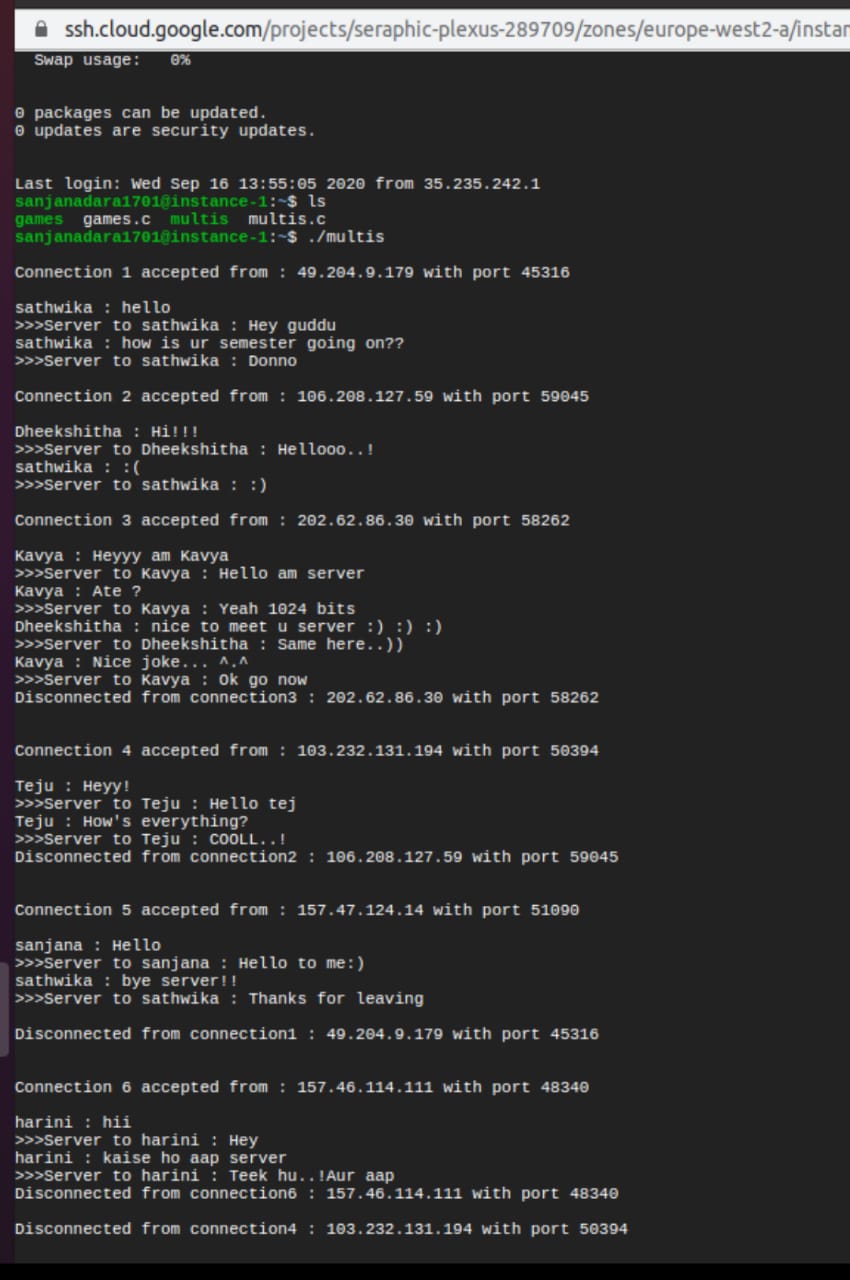 ssh.cloud.google.com/projects/seraphic-plexus-289709/zones/europe-west2-a/instan
Swap usage:   0%
0 packages can be updated.
0 updates are security updates.
Last login: Wed Sep 16 13:55:05 2020 from 35.235.242.1
sanjanadara1701@instance-1:~$ ls
games  games.c  multis  multis.c
sanjanadara1701@instance-1:~$ ./multis
Connection 1 accepted from : 49.204.9.179 with port 45316
sathwika : hello
>>>Server to sathwika : Hey guddu
sathwika : how is ur semester going on??
>>>Server to sathwika : Donno
Connection 2 accepted from : 106.208.127.59 with port 59045
Dheekshitha : Hi!!!
>>>Server to Dheekshitha : Hellooo..!
sathwika : :(
>>>Server to sathwika : :)
Connection 3 accepted from : 202.62.86.30 with port 58262
Kavya : Heyyy am Kavya
>>>Server to Kavya : Hello am server
Kavya : Ate ?
>>>Server to Kavya : Yeah 1024 bits
Dheekshitha : nice to meet u server :) :) :)
>>>Server to Dheekshitha : Same here..))
Kavya : Nice joke... ^.^
>>>Server to Kavya : Ok go now
Disconnected from connection3 : 202.62.86.30 with port 58262
Connection 4 accepted from : 103.232.131.194 with port 50394
Teju : Heyy!
>>>Server to Teju : Hello tej
Teju : How's everything?
>>>Server to Teju : COOLL..!
Disconnected from connection2 : 106.208.127.59 with port 59045
Connection 5 accepted from : 157.47.124.14 with port 51090
sanjana : Hello
>>>Server to sanjana : Hello to me:)
sathwika : bye server!!
>>>Server to sathwika : Thanks for leaving
Disconnected from connection1 : 49.204.9.179 with port 45316
Connection 6 accepted from : 157.46.114.111 with port 48340
harini : hii
>>>Server to harini : Hey
harini : kaise ho aap server
>>>Server to harini : Teek hu..!Aur aap
Disconnected from connection6 : 157.46.114.111 with port 48340
Disconnected from connection4 : 103.232.131.194 with port 50394